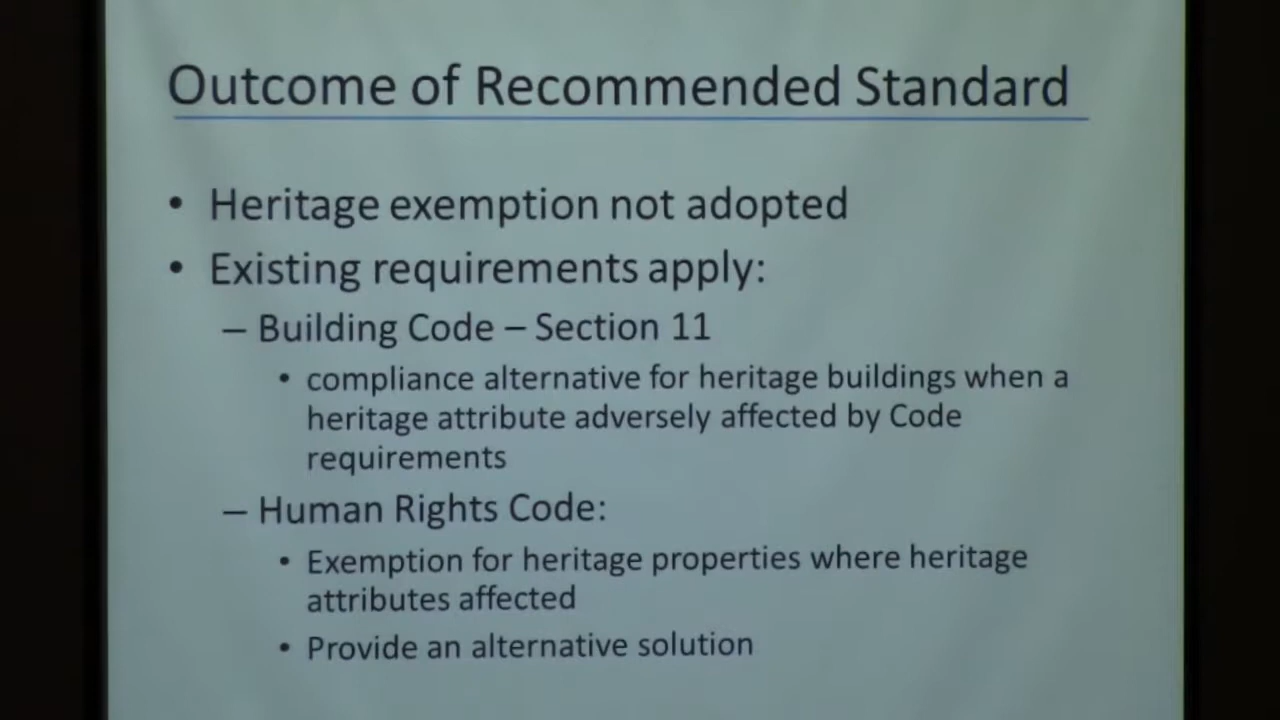 Outcome of Recommended Standard
• Heritage exemption not adopted
• Existing requirements apply:
– Building Code – Section 11
• compliance alternative for heritage buildings when a
heritage attribute adversely affected by Code
requirements
– Human Rights Code:
• Exemption for heritage properties where heritage
attributes affected
• Provide an alternative solution